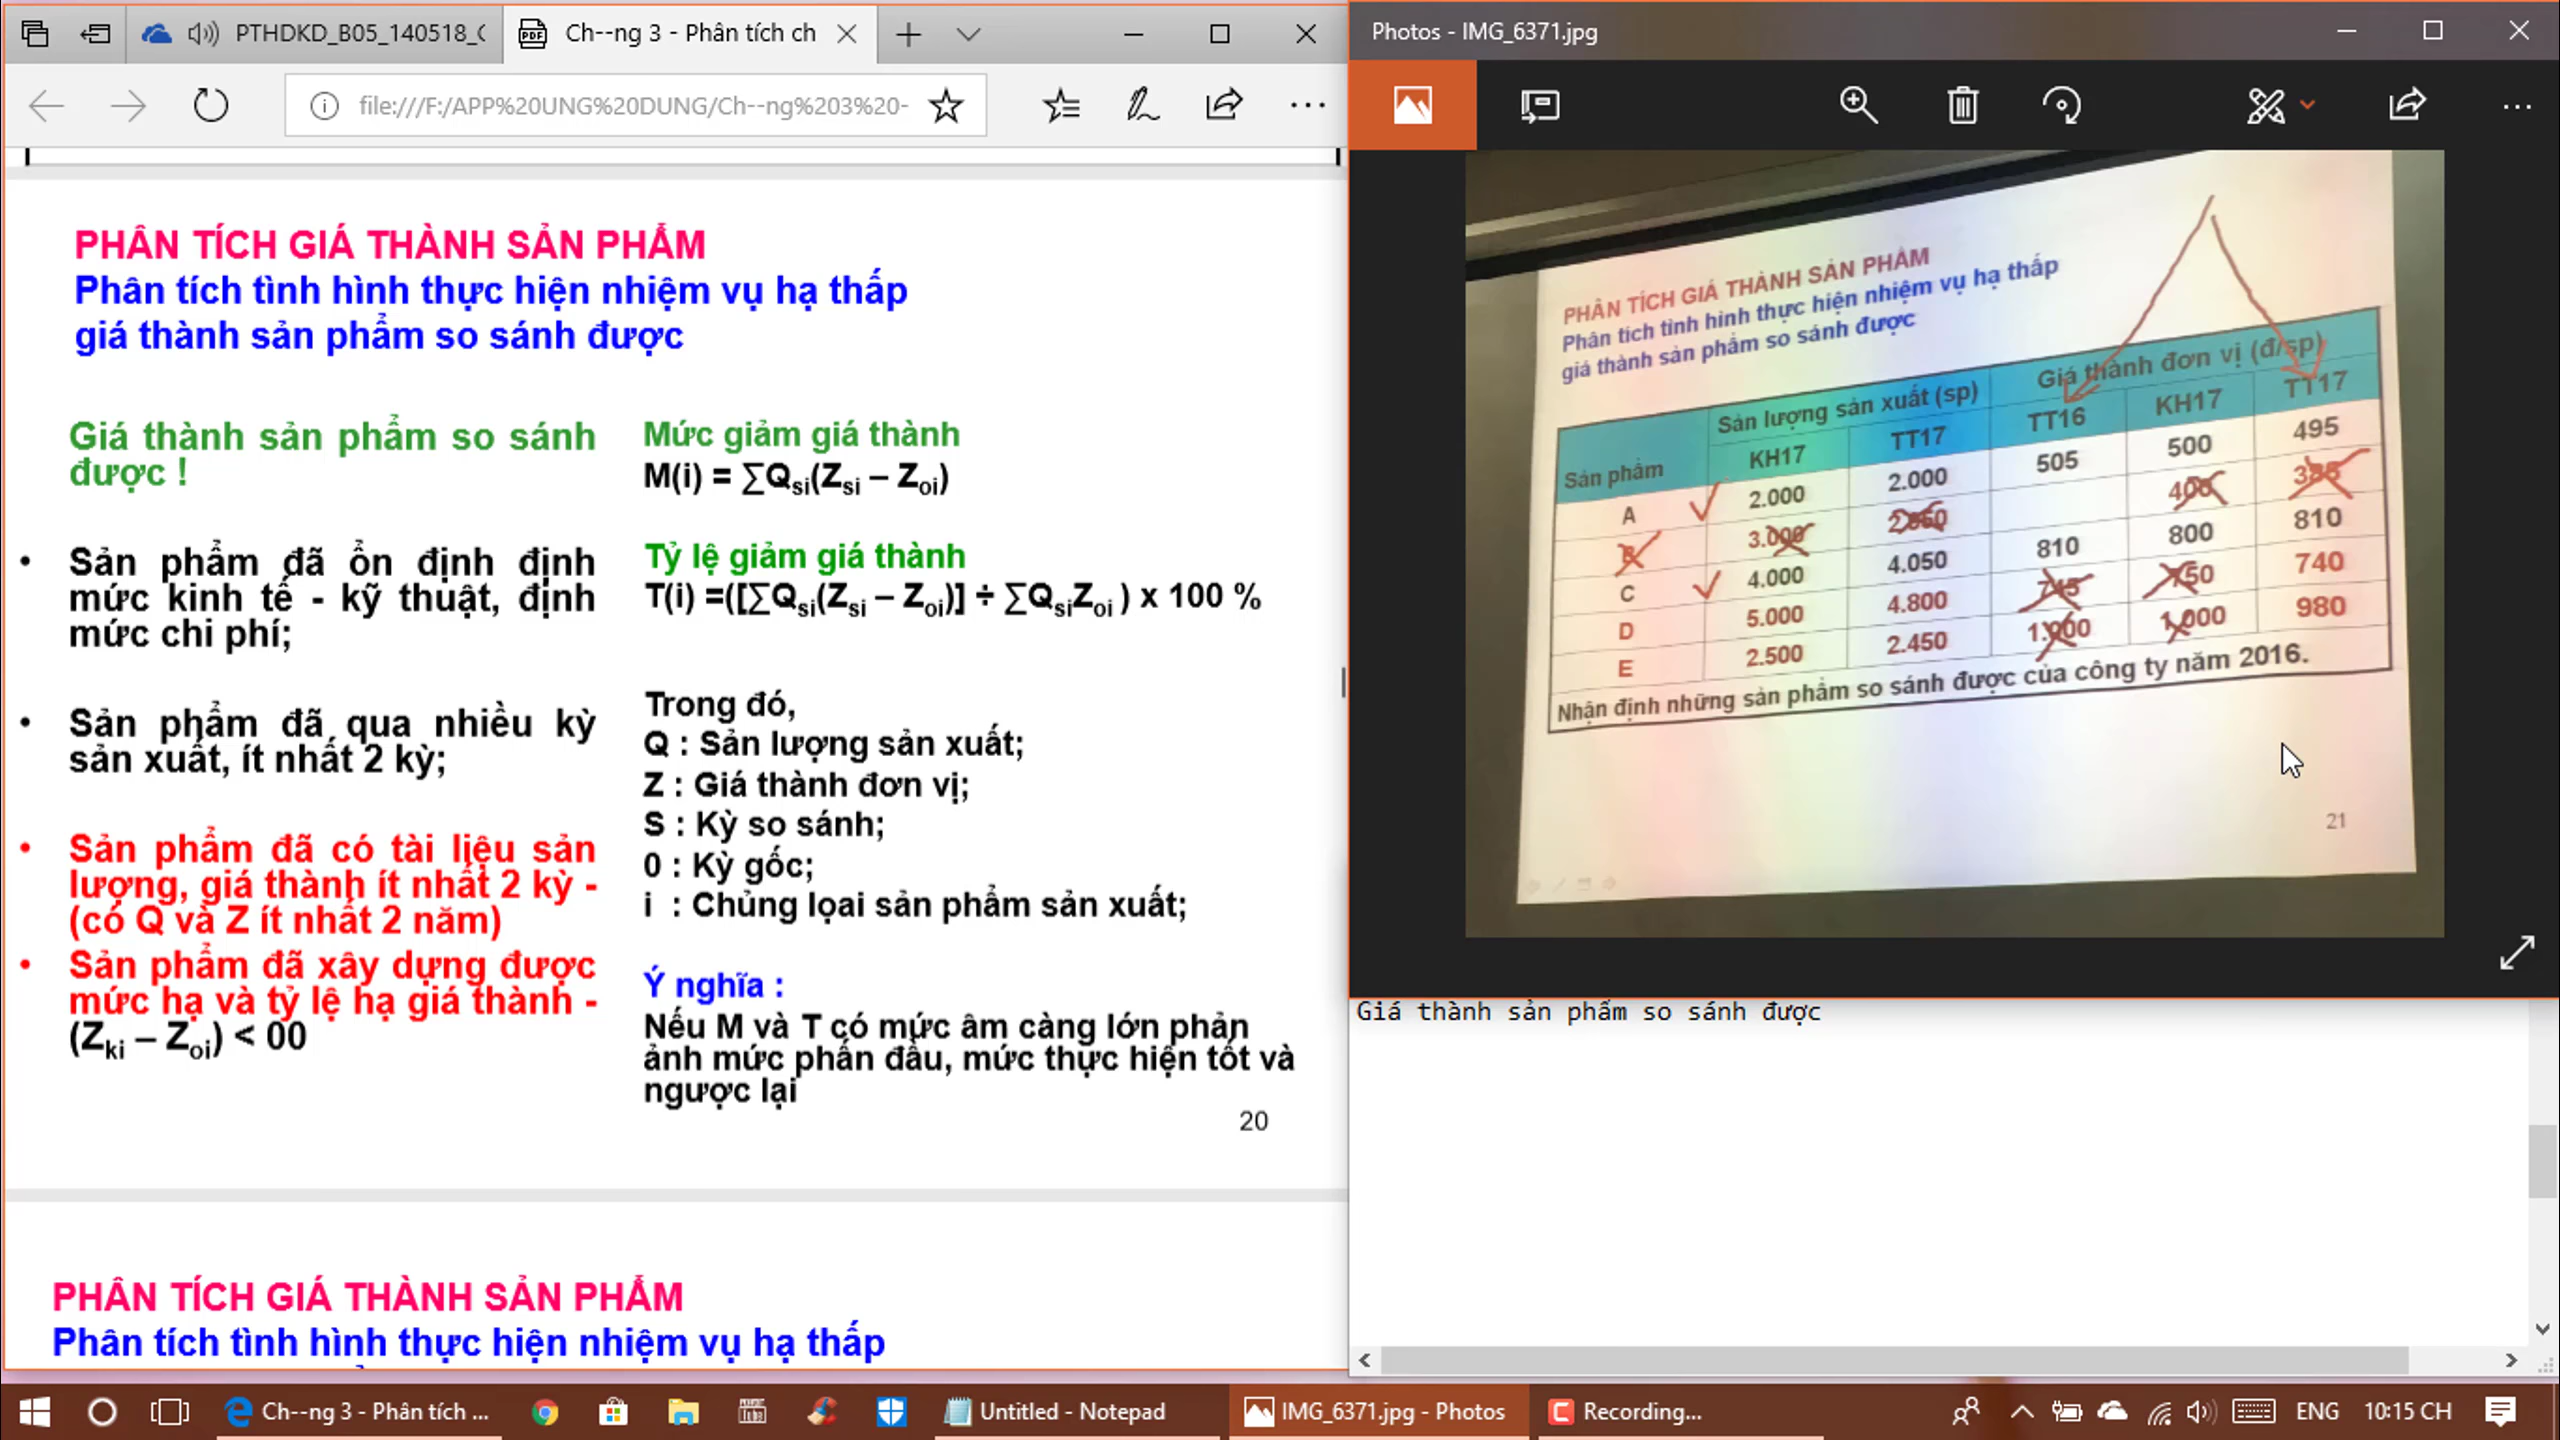 PTHDKD_B05_140518_C
Ch--ng 3 - Phân tích ch
file:///F:/APP%20UNG%20DUNG/Ch--ng%203%20-
PHÂN TÍCH GIÁ THÀNH SẢN PHẨM
Phân tích tình hình thực hiện nhiệm vụ hạ thấp
giá thành sản phẩm so sánh được
Giá thành sản phẩm so sánh
được !
• Sản phẩm đã ổn định định
mức kinh tế - kỹ thuật, định
mức chi phí;
• Sản phẩm đã qua nhiều kỳ
sản xuất, ít nhất 2 kỳ;
• Sản phẩm đã có tài liệu sản
lượng, giá thành ít nhất 2 kỳ -
(có Q và Z ít nhất 2 năm)
• Sản phẩm đã xây dựng được
mức hạ và tỷ lệ hạ giá thành -
(Zki – Zoi) < 00
Mức giảm giá thành
M(i) = ∑Qsi(Zsi – Zoi)
Tỷ lệ giảm giá thành
T(i) =([∑Qsi(Zsi – Zoi)] ÷ ∑QsiZoi ) x 100 %
Trong đó,
Q : Sản lượng sản xuất;
Z : Giá thành đơn vị;
S : Kỳ so sánh;
0 : Kỳ gốc;
i : Chủng lọai sản phẩm sản xuất;
Ý nghĩa :
Nếu M và T có mức âm càng lớn phản
ảnh mức phấn đấu, mức thực hiện tốt và
ngược lại
20
PHÂN TÍCH GIÁ THÀNH SẢN PHẨM
Phân tích tình hình thực hiện nhiệm vụ hạ thấp
Photos - IMG_6371.jpg
PHÂN TÍCH GIÁ THÀNH SẢN PHẨM
Phân tích tình hình thực hiện nhiệm vụ hạ thấp
giá thành sản phẩm so sánh được
Sản phẩm Sản lượng sản xuất (sp) Giá thành đơn vị (đ/sp)
KH17 TT17 TT16 KH17 TT17
A 2.000 2.000 505 500 495
3.000 400
C 4.000 4.050 810 800 810
D 5.000 4.800 745 750 740
E 2.500 2.450 1.000 1.000 980
Nhận định những sản phẩm so sánh được của công ty năm 2016.
21
Giá thành sản phẩm so sánh được
Ch--ng 3 - Phân tích ...
Untitled - Notepad
IMG_6371.jpg - Photos
Recording...
ENG
10:15 CH